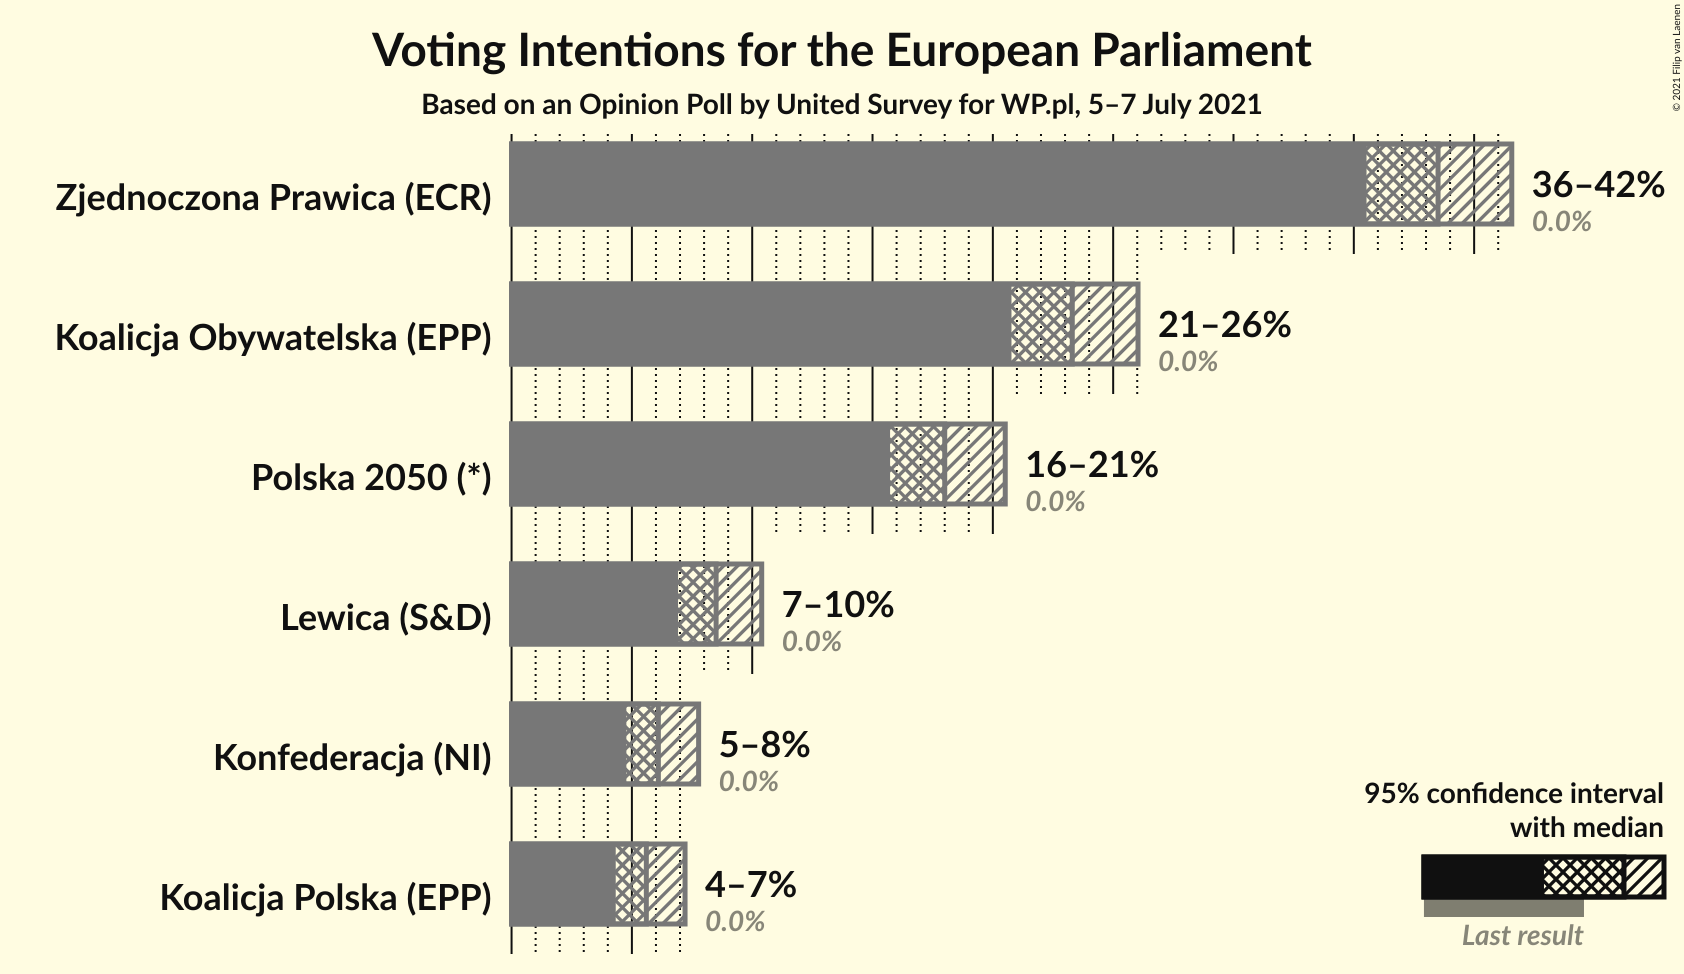 Voting Intentions for the European Parliament
Based on an Opinion Poll by United Survey for WP.pl, 5–7 July 2021
© 2021 Filip van Laenen
Zjednoczona Prawica (ECR)
36–42%
0.0%
Koalicja Obywatelska (EPP)
21–26%
0.0%
Polska 2050 (*)
16–21%
0.0%
Lewica (S&D)
7–10%
0.0%
Konfederacja (NI)
5–8%
0.0%
Koalicja Polska (EPP)
4–7%
0.0%
95% confidence interval
with median
Last result